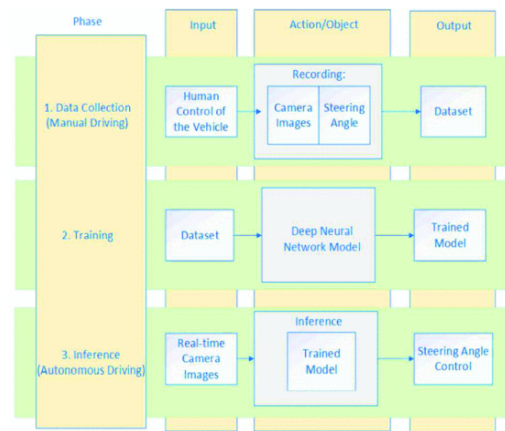 Phase
Input
Action/Object
Output
1. Data Collection
(Manual Driving)
Human
Control of
the Vehicle
Recording:
Camera
Images
Steering
Angle
Dataset
2. Training
Dataset
Deep Neural
Network Model
Trained
Model
3. Inference
(Autonomous Driving)
Real-time
Camera
Images
Inference
Trained
Model
Steering Angle
Control